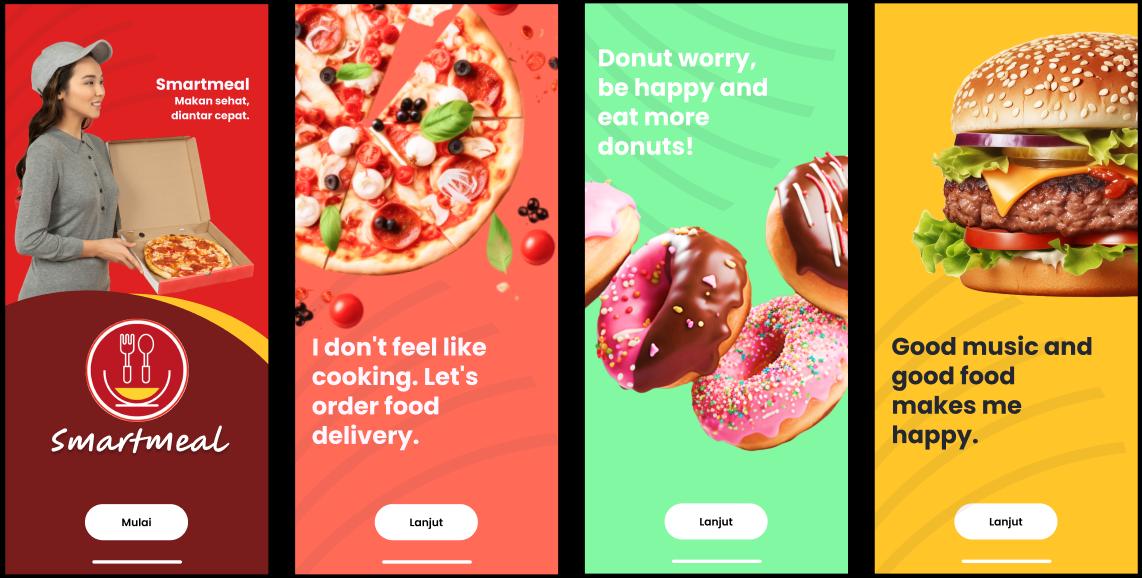 Smartmeal
Makan sehat,
diantar cepat.
Smartmeal
Mulai
I don't feel like
cooking. Let's
order food
delivery.
Lanjut
Donut worry,
be happy and
eat more
donuts!
Lanjut
Good music and
good food
makes me
happy.
Lanjut